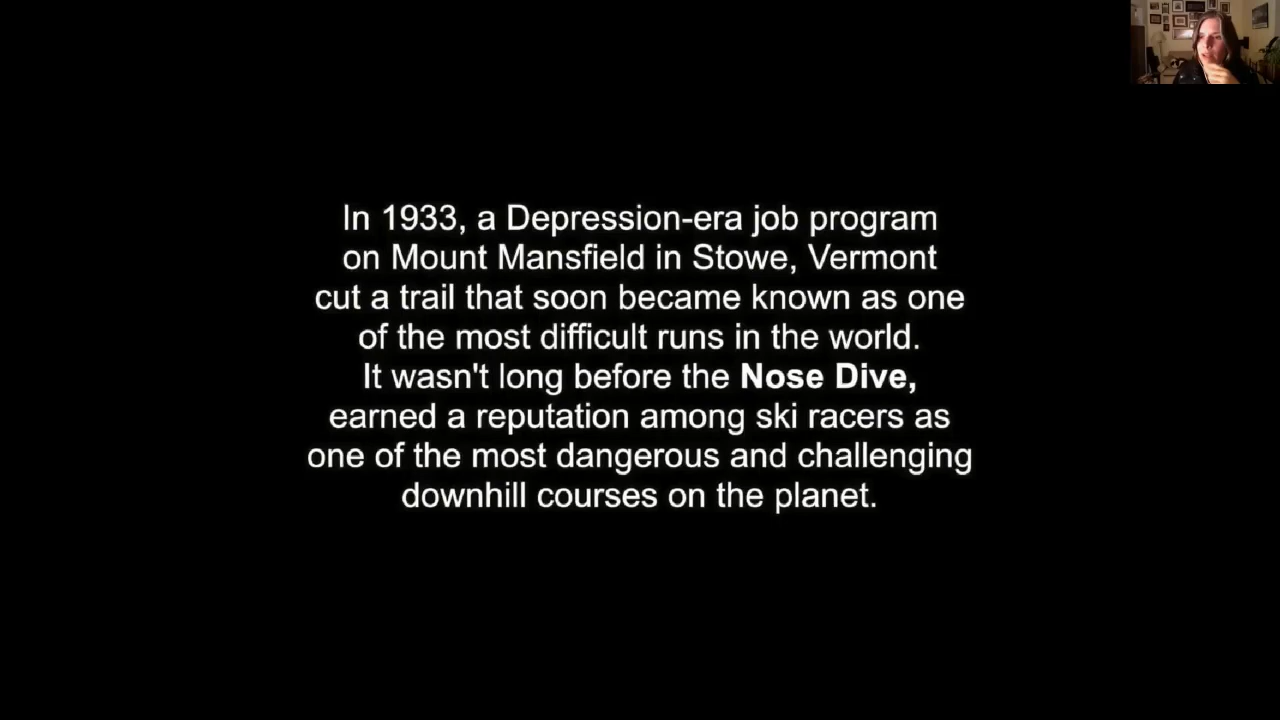 In 1933, a Depression-era job program
on Mount Mansfield in Stowe, Vermont
cut a trail that soon became known as one
of the most difficult runs in the world.
It wasn't long before the Nose Dive,
earned a reputation among ski racers as
one of the most dangerous and challenging
downhill courses on the planet.